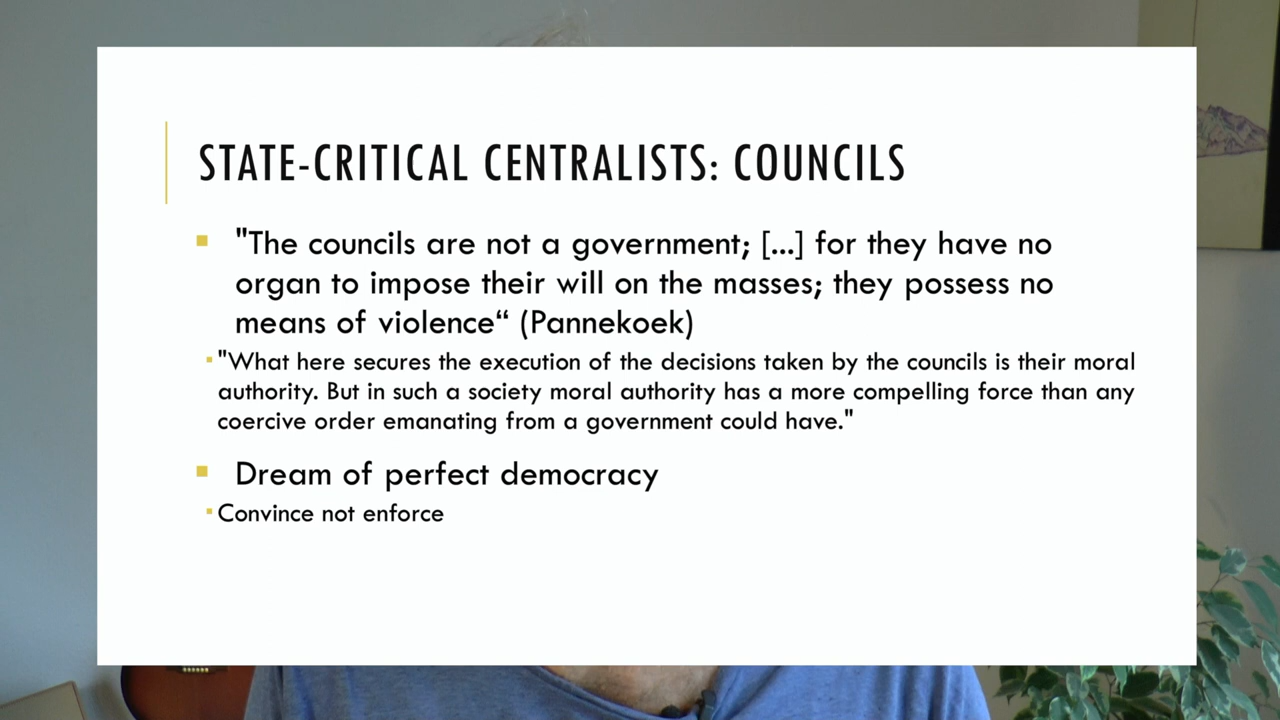 STATE-CRITICAL CENTRALISTS: COUNCILS
"The councils are not a government; [...] for they have no
organ to impose their will on the masses; they possess no
means of violence“ (Pannekoek)
"What here secures the execution of the decisions taken by the councils is their moral
authority. But in such a society moral authority has a more compelling force than any
coercive order emanating from a government could have."
Dream of perfect democracy
Convince not enforce